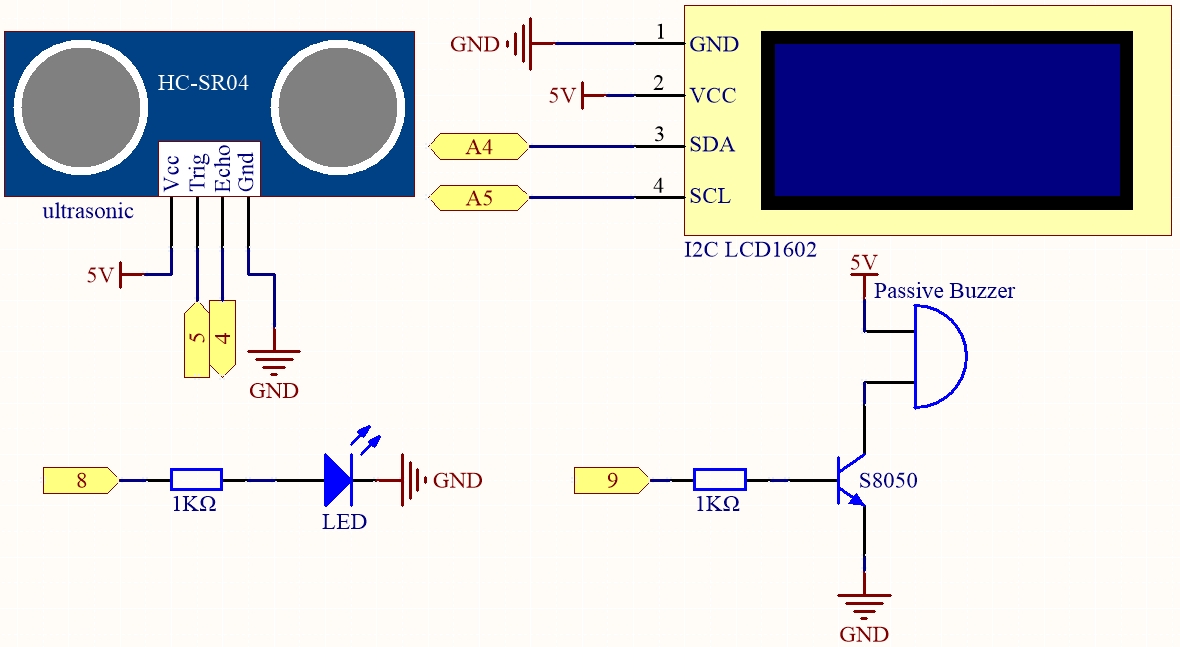 HC-SR04
Vcc
Trig
Echo
Gnd
ultrasonic
5V
5
4
GND
GND
1
GND
5V
2
VCC
A4
3
SDA
A5
4
SCL
I2C LCD1602
8
1KΩ
LED
GND
5V
Passive Buzzer
9
1KΩ
S8050
GND